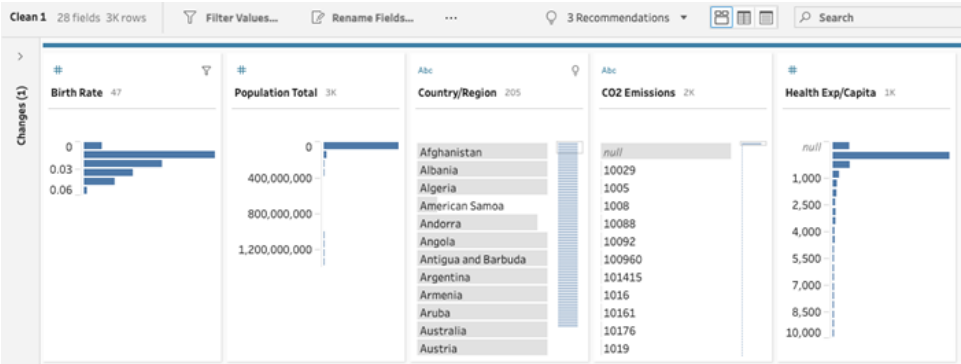 Clean 1 28 fields 3K rows Filter Values... Rename Fields... ... 3 Recommendations Search
Changes (1)
#
Birth Rate 47
0
0.03
0.06
#
Population Total 3K
0
400,000,000
800,000,000
1,200,000,000
Abc
Country/Region 205
Afghanistan
Albania
Algeria
American Samoa
Andorra
Angola
Antigua and Barbuda
Argentina
Armenia
Aruba
Australia
Austria
Abc
CO2 Emissions 2K
null
10029
1005
1008
10088
10092
100960
101415
1016
10161
10176
1019
#
Health Exp/Capita 1K
null
1,000
2,500
4,000
5,500
7,000
8,500
10,000